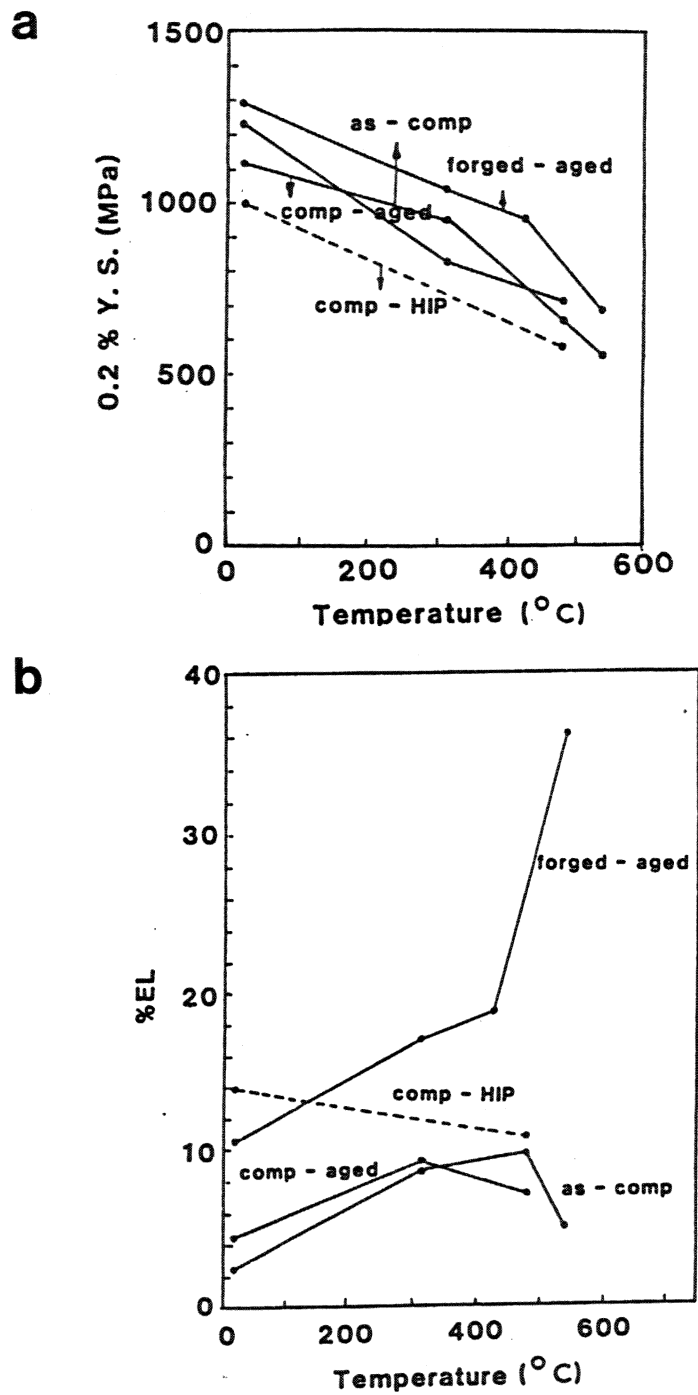 a
1500
1000
500
0
0.2 % Y. S. (MPa)
as - comp
forged - aged
comp - aged
comp - HIP
0 200 400 600
Temperature (°C)
b
40
30
20
10
0
%EL
forged - aged
comp - HIP
comp - aged
as - comp
0 200 400 600
Temperature (°C)